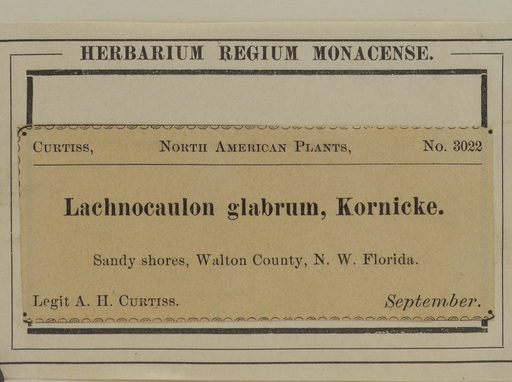 HERBARIUM REGIUM MONACENSE.
CURTISS, NORTH AMERICAN PLANTS, No. 3022
Lachnocaulon glabrum, Kornicke.
Sandy shores, Walton County, N. W. Florida.
Legit A. H. CURTISS. September.